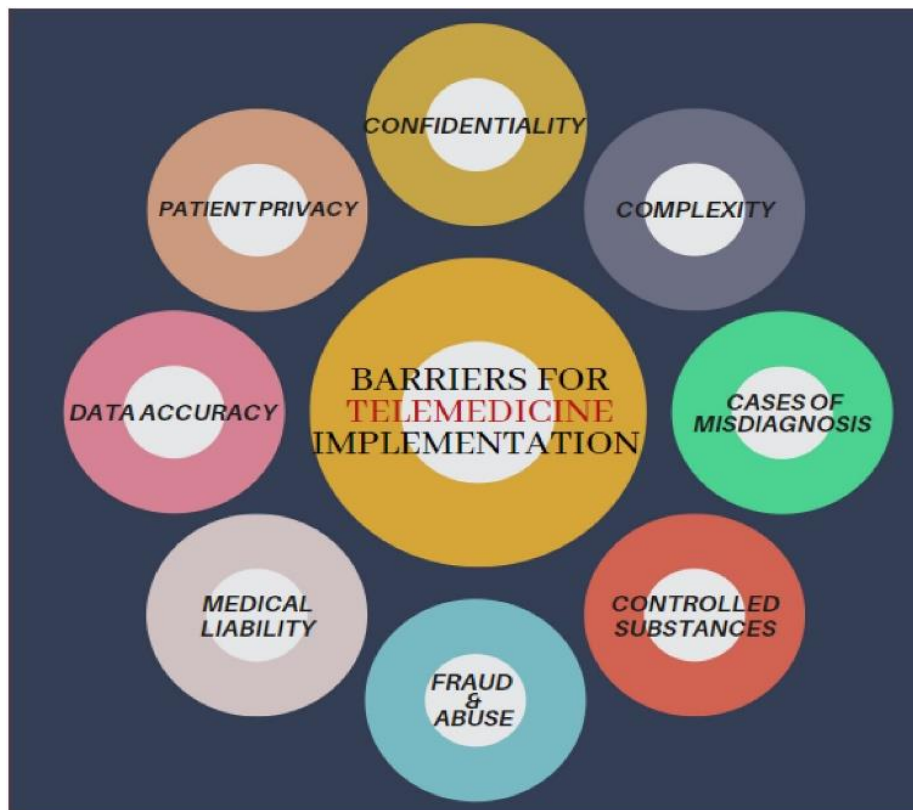 CONFIDENTIALITY
PATIENT PRIVACY
COMPLEXITY
BARRIERS FOR
TELEMEDICINE
IMPLEMENTATION
DATA ACCURACY
CASES OF
MISDIAGNOSIS
MEDICAL
LIABILITY
CONTROLLED
SUBSTANCES
FRAUD
&
ABUSE